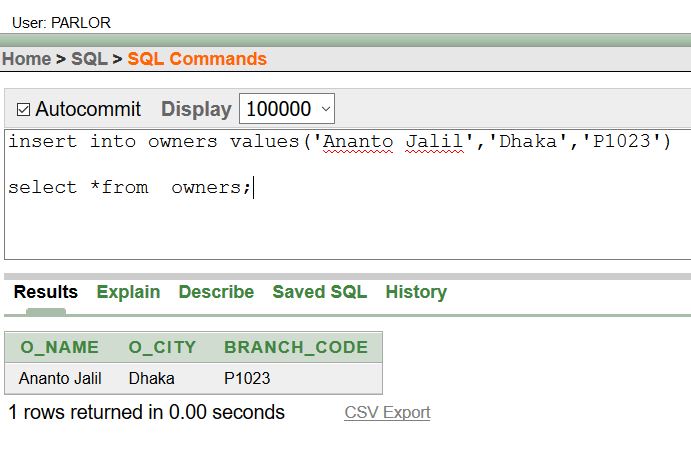 User: PARLOR
Home > SQL > SQL Commands
Autocommit Display 100000
insert into owners values('Ananto Jalil','Dhaka','P1023')
select *from  owners;
Results Explain Describe Saved SQL History
O_NAME O_CITY BRANCH_CODE
Ananto Jalil Dhaka P1023
1 rows returned in 0.00 seconds CSV Export